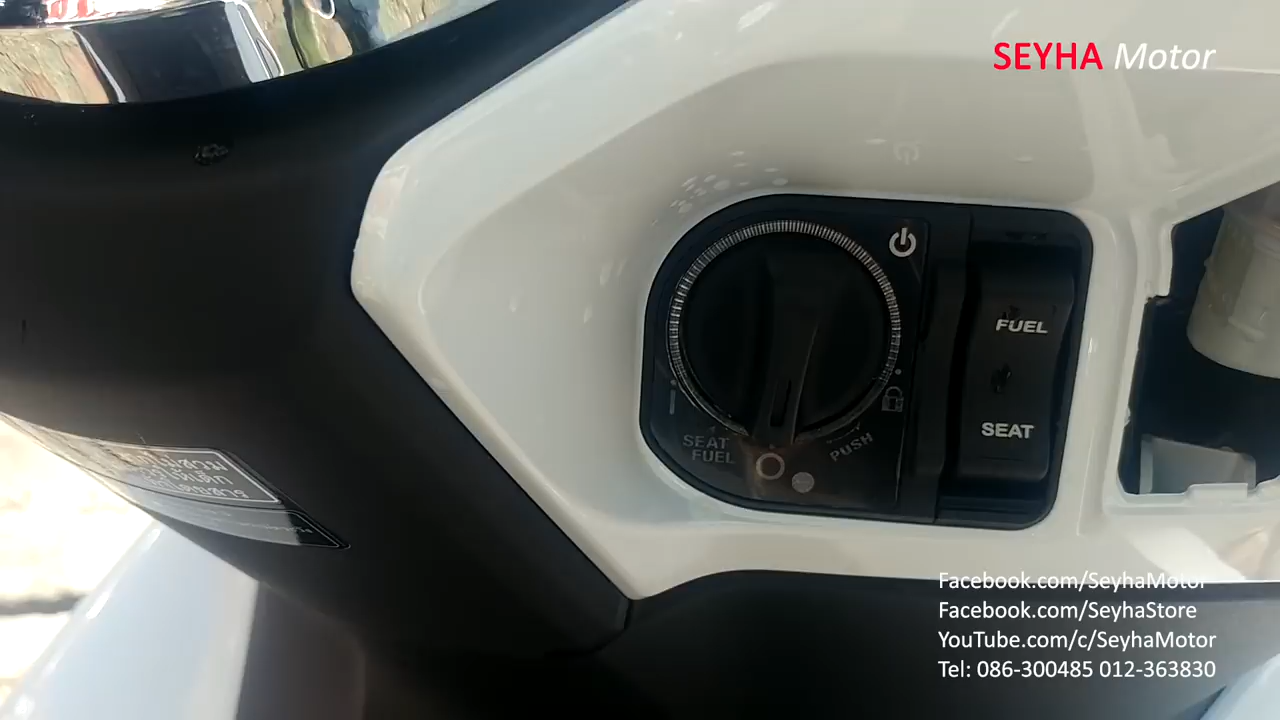 SEYHA Motor
FUEL
SEAT
SEAT
FUEL
PUSH
Facebook.com/SeyhaMotor
Facebook.com/SeyhaStore
YouTube.com/c/SeyhaMotor
Tel: 086-300485 012-363830